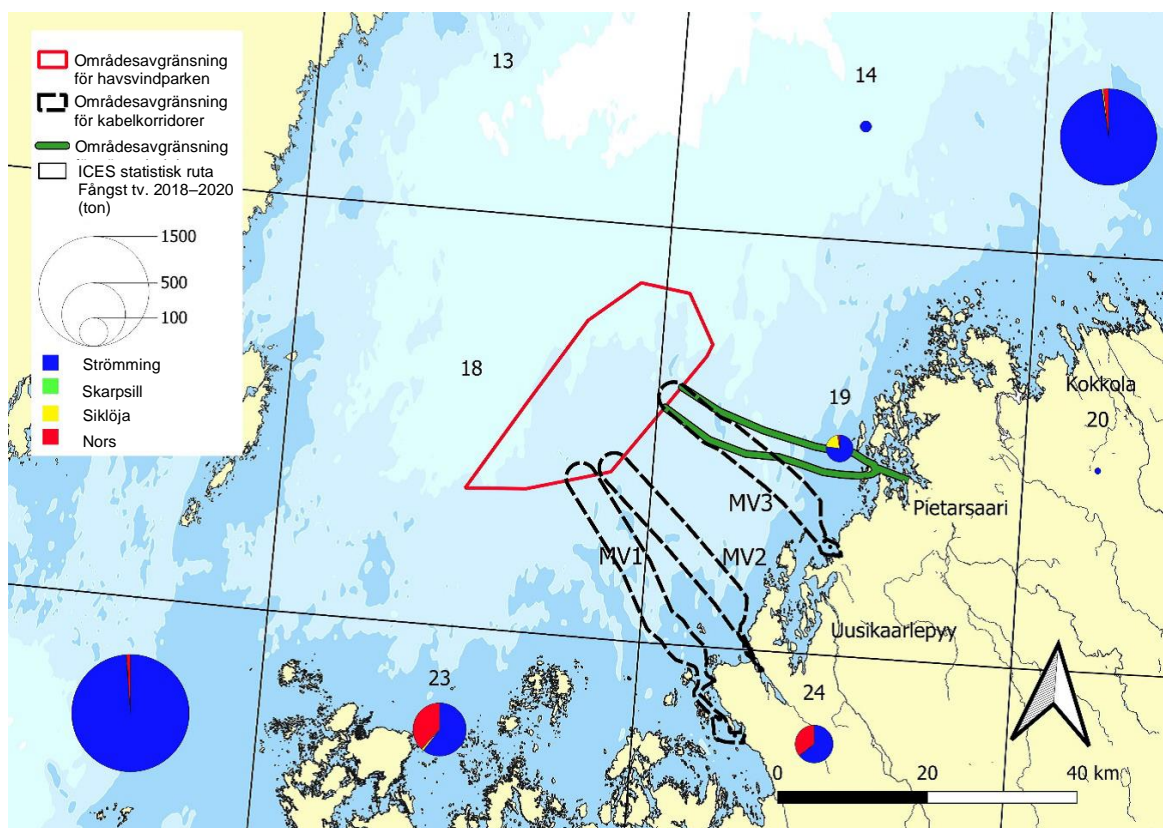 Områdesavgränsning
för havsvindparken
Områdesavgränsning
för kabelkorridorer
Områdesavgränsning
ICES statistisk ruta
Fångst tv. 2018–2020
(ton)
1500
500
100
Strömming
Skarpsill
Siklöja
Nors
13
14
18
19
Kokkola
20
MV3
Pietarsaari
MV1
MV2
Uusikaarlepyy
23
24
0 20 40 km